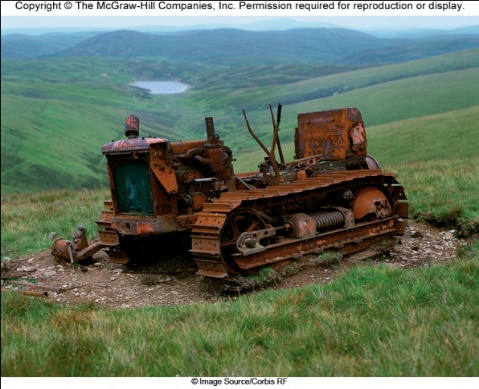 Copyright © The McGraw-Hill Companies, Inc. Permission required for reproduction or display.
© Image Source/Corbis RF